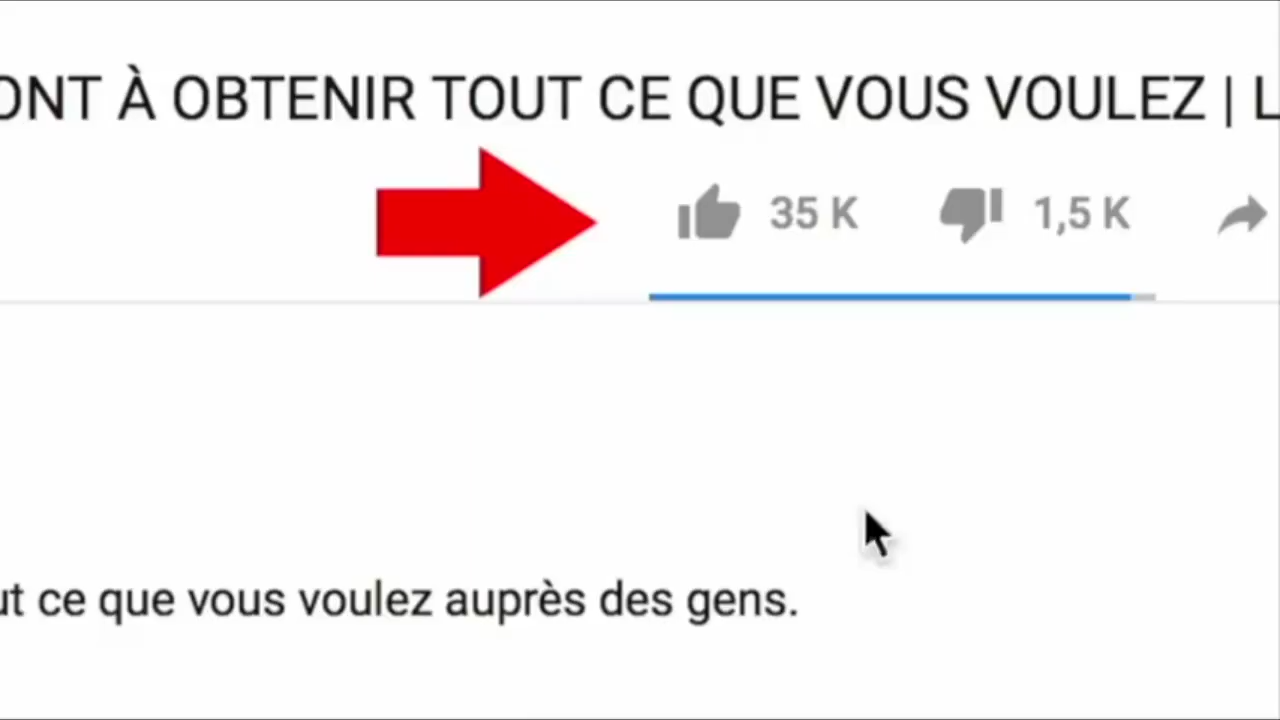 ONT À OBTENIR TOUT CE QUE VOUS VOULEZ | L
35 K 1,5 K
ut ce que vous voulez auprès des gens.